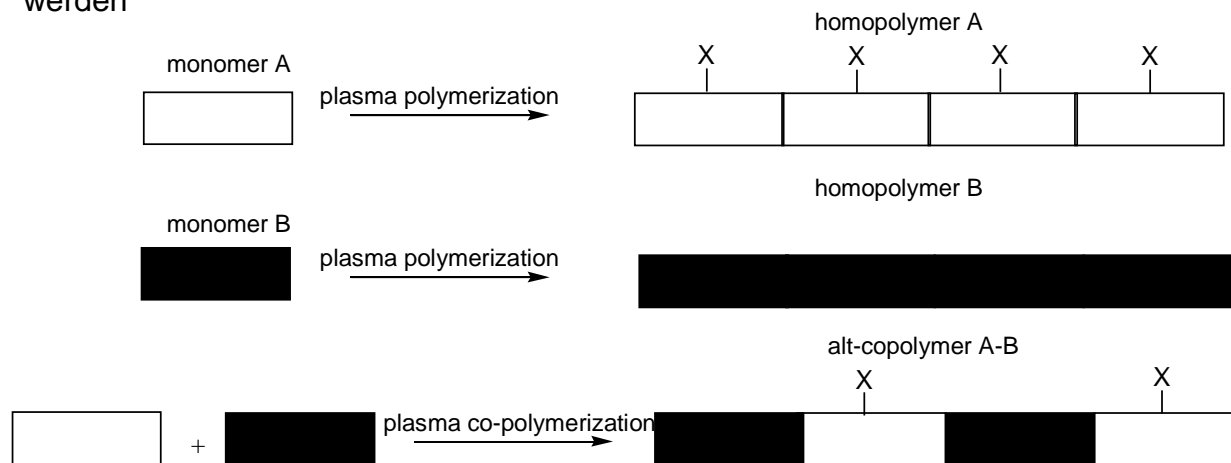 werden
homopolymer A
monomer A
X X X X
plasma polymerization
homopolymer B
monomer B
plasma polymerization
alt-copolymer A-B
X X
plasma co-polymerization
+